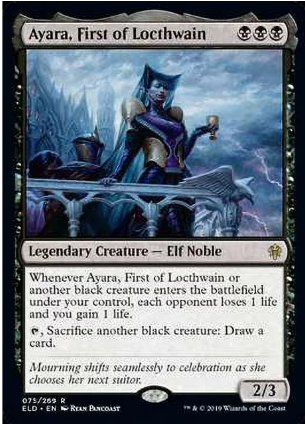 Ayara, First of Locthwain
Legendary Creature — Elf Noble
Whenever Ayara, First of Locthwain or
another black creature enters the battlefield
under your control, each opponent loses 1 life
and you gain 1 life.
, Sacrifice another black creature: Draw a
card.
Mourning shifts seamlessly to celebration as she
chooses her next suitor.
2/3
075/269 R
ELD • EN Ryan Pancoast
™ & © 2019 Wizards of the Coast